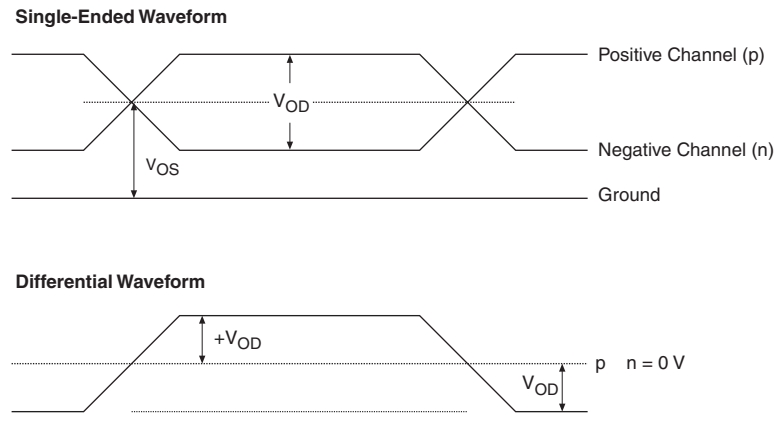 Single-Ended Waveform
Positive Channel (p)
VOD
Negative Channel (n)
VOS
Ground
Differential Waveform
+VOD
p n = 0 V
VOD